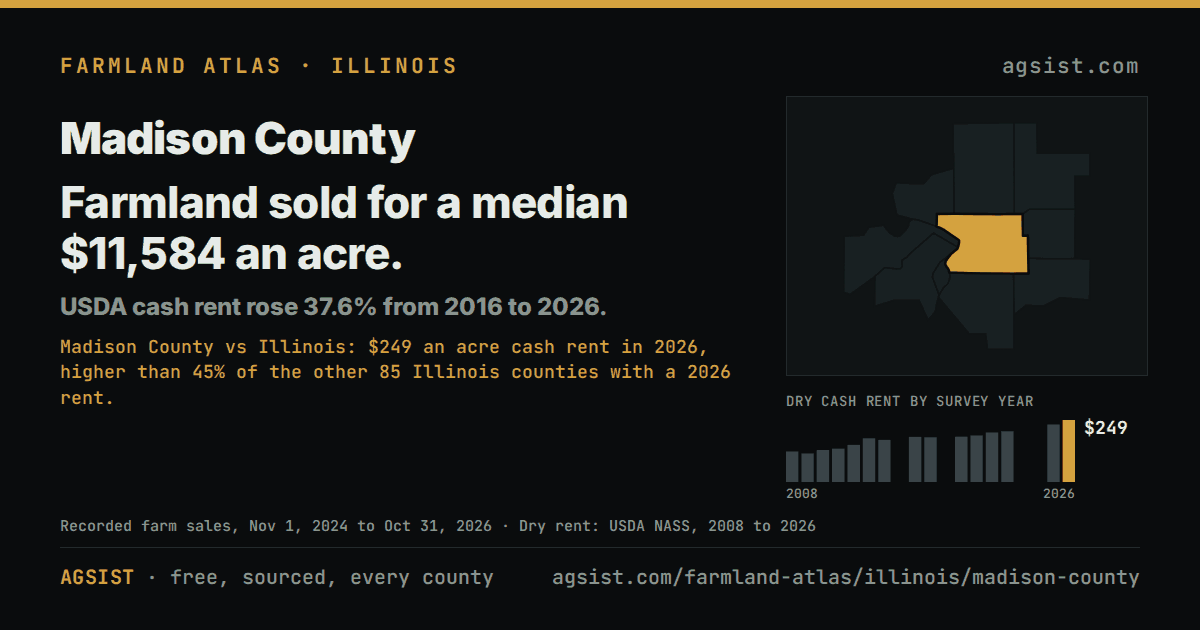 FARMLAND ATLAS · ILLINOIS
agsist.com
Madison County
Farmland sold for a median
$11,584 an acre.
USDA cash rent rose 37.6% from 2016 to 2026.
Madison County vs Illinois: $249 an acre cash rent in 2026,
higher than 45% of the other 85 Illinois counties with a 2026
rent.
DRY CASH RENT BY SURVEY YEAR
$249
2008
2026
Recorded farm sales, Nov 1, 2024 to Oct 31, 2026 · Dry rent: USDA NASS, 2008 to 2026
AGSIST · free, sourced, every county
agsist.com/farmland-atlas/illinois/madison-county